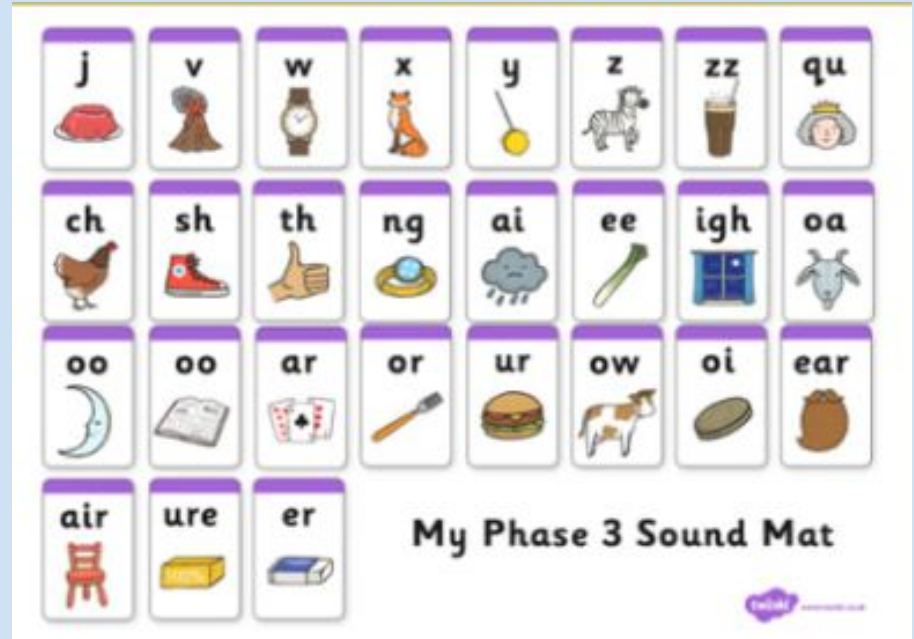 j v w x y z zz qu
ch sh th ng ai ee igh oa
oo oo ar or ur ow oi ear
air ure er
My Phase 3 Sound Mat
twinkl